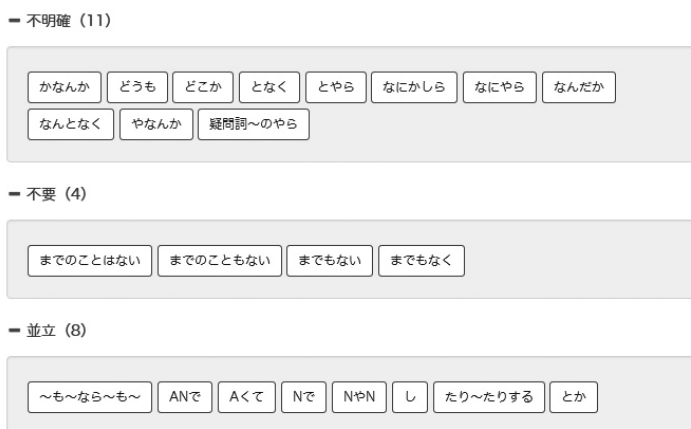 ー 不明確（11）
かなんか どうも どこか となく とやら なにかしら なにやら なんだか
なんとなく やなんか 疑問詞～のやら
ー 不要（4）
までのことはない までのこともない までもない までもなく
ー 並立（8）
～も～なら～も～ ANで Aくて Nで NやN し たり～たりする とか